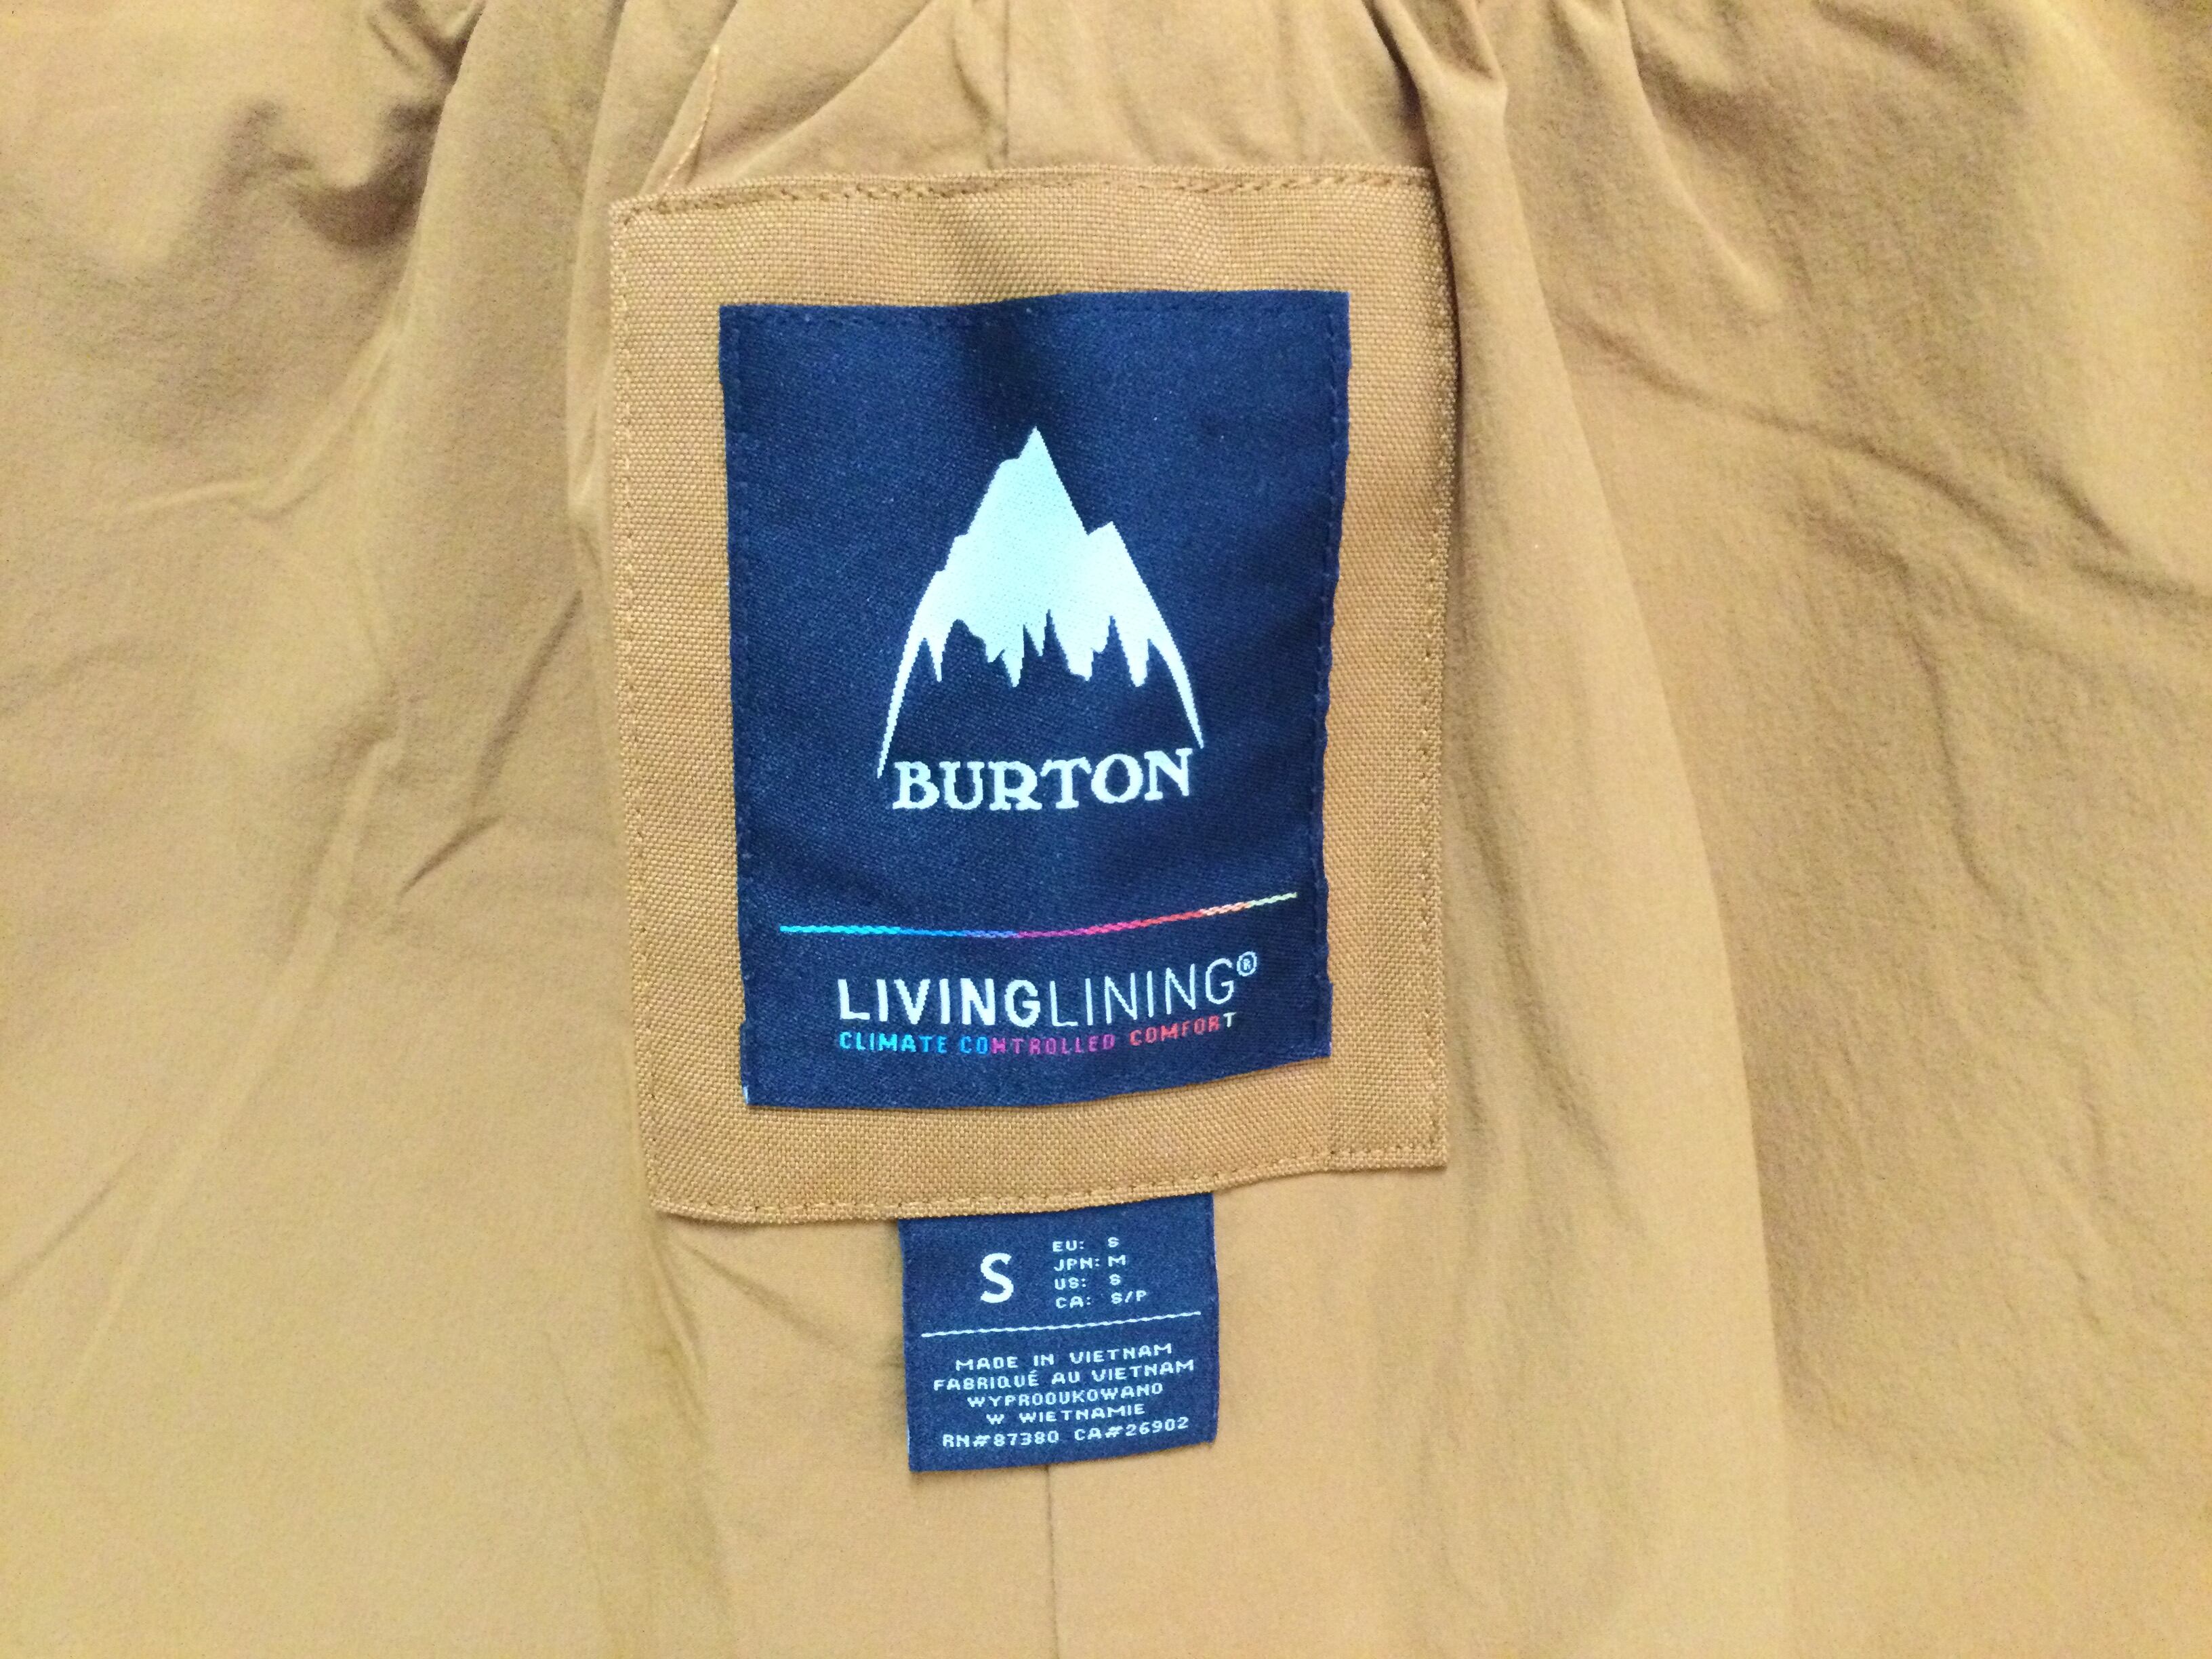 BURTON
LIVINGLINING®
CLIMATE CONTROLLED COMFORT
S
EU: S
JPN: M
US: S
CA: S/P
MADE IN VIETNAM
FABRIQUÉ AU VIETNAM
WYPRODUKOWANO
W WIETNAMIE
RN#87380 CA#26902